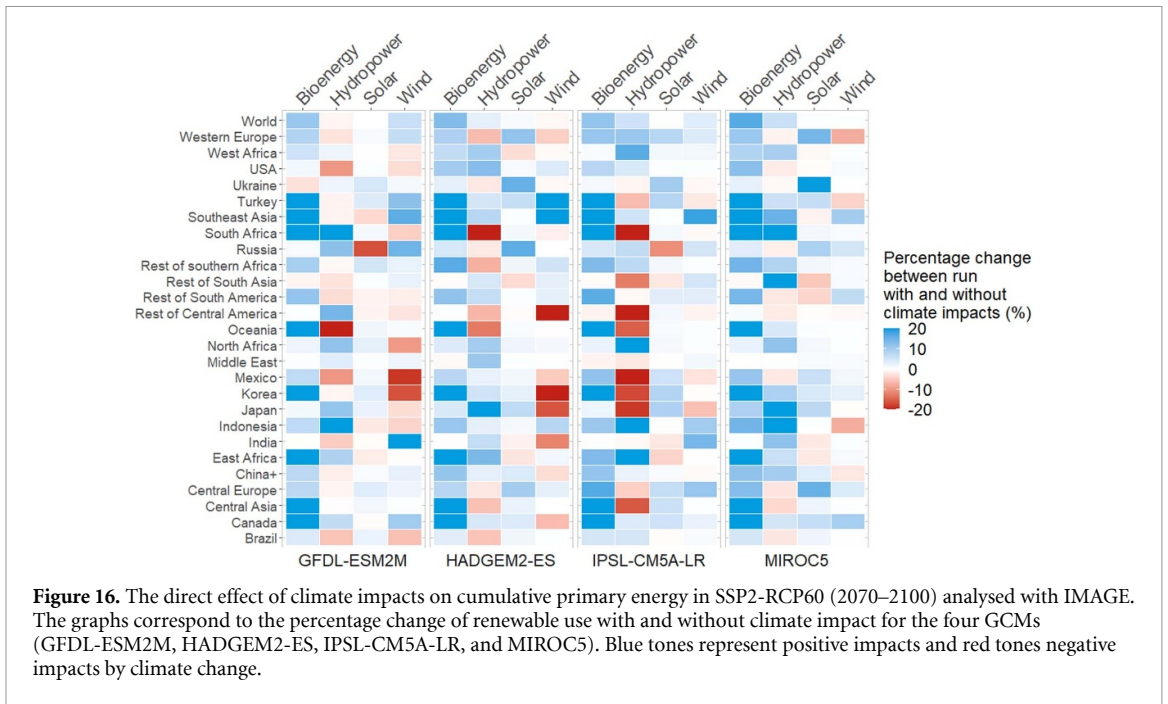 Bioenergy Hydropower Solar Wind Bioenergy Hydropower Solar Wind Bioenergy Hydropower Solar Wind Bioenergy Hydropower Solar Wind
World
Western Europe
West Africa
USA
Ukraine
Turkey
Southeast Asia
South Africa
Russia
Rest of southern Africa
Rest of South Asia
Rest of South America
Rest of Central America
Oceania
North Africa
Middle East
Mexico
Korea
Japan
Indonesia
India
East Africa
China+
Central Europe
Central Asia
Canada
Brazil
GFDL-ESM2M HADGEM2-ES IPSL-CM5A-LR MIROC5
Percentage change
between run
with and without
climate impacts (%)
20
10
0
-10
-20
Figure 16. The direct effect of climate impacts on cumulative primary energy in SSP2-RCP60 (2070–2100) analysed with IMAGE.
The graphs correspond to the percentage change of renewable use with and without climate impact for the four GCMs
(GFDL-ESM2M, HADGEM2-ES, IPSL-CM5A-LR, and MIROC5). Blue tones represent positive impacts and red tones negative
impacts by climate change.